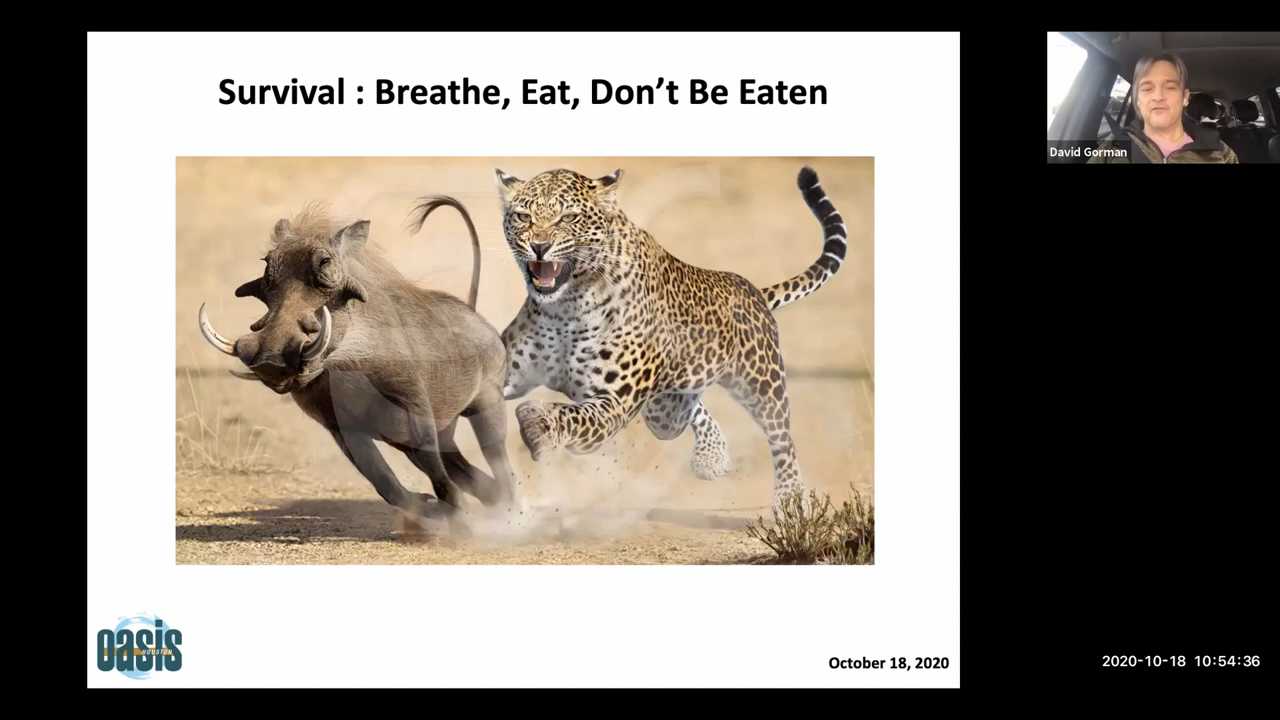 Survival : Breathe, Eat, Don’t Be Eaten
David Gorman
oasis
HOUSTON
October 18, 2020
2020-10-18 10:54:36